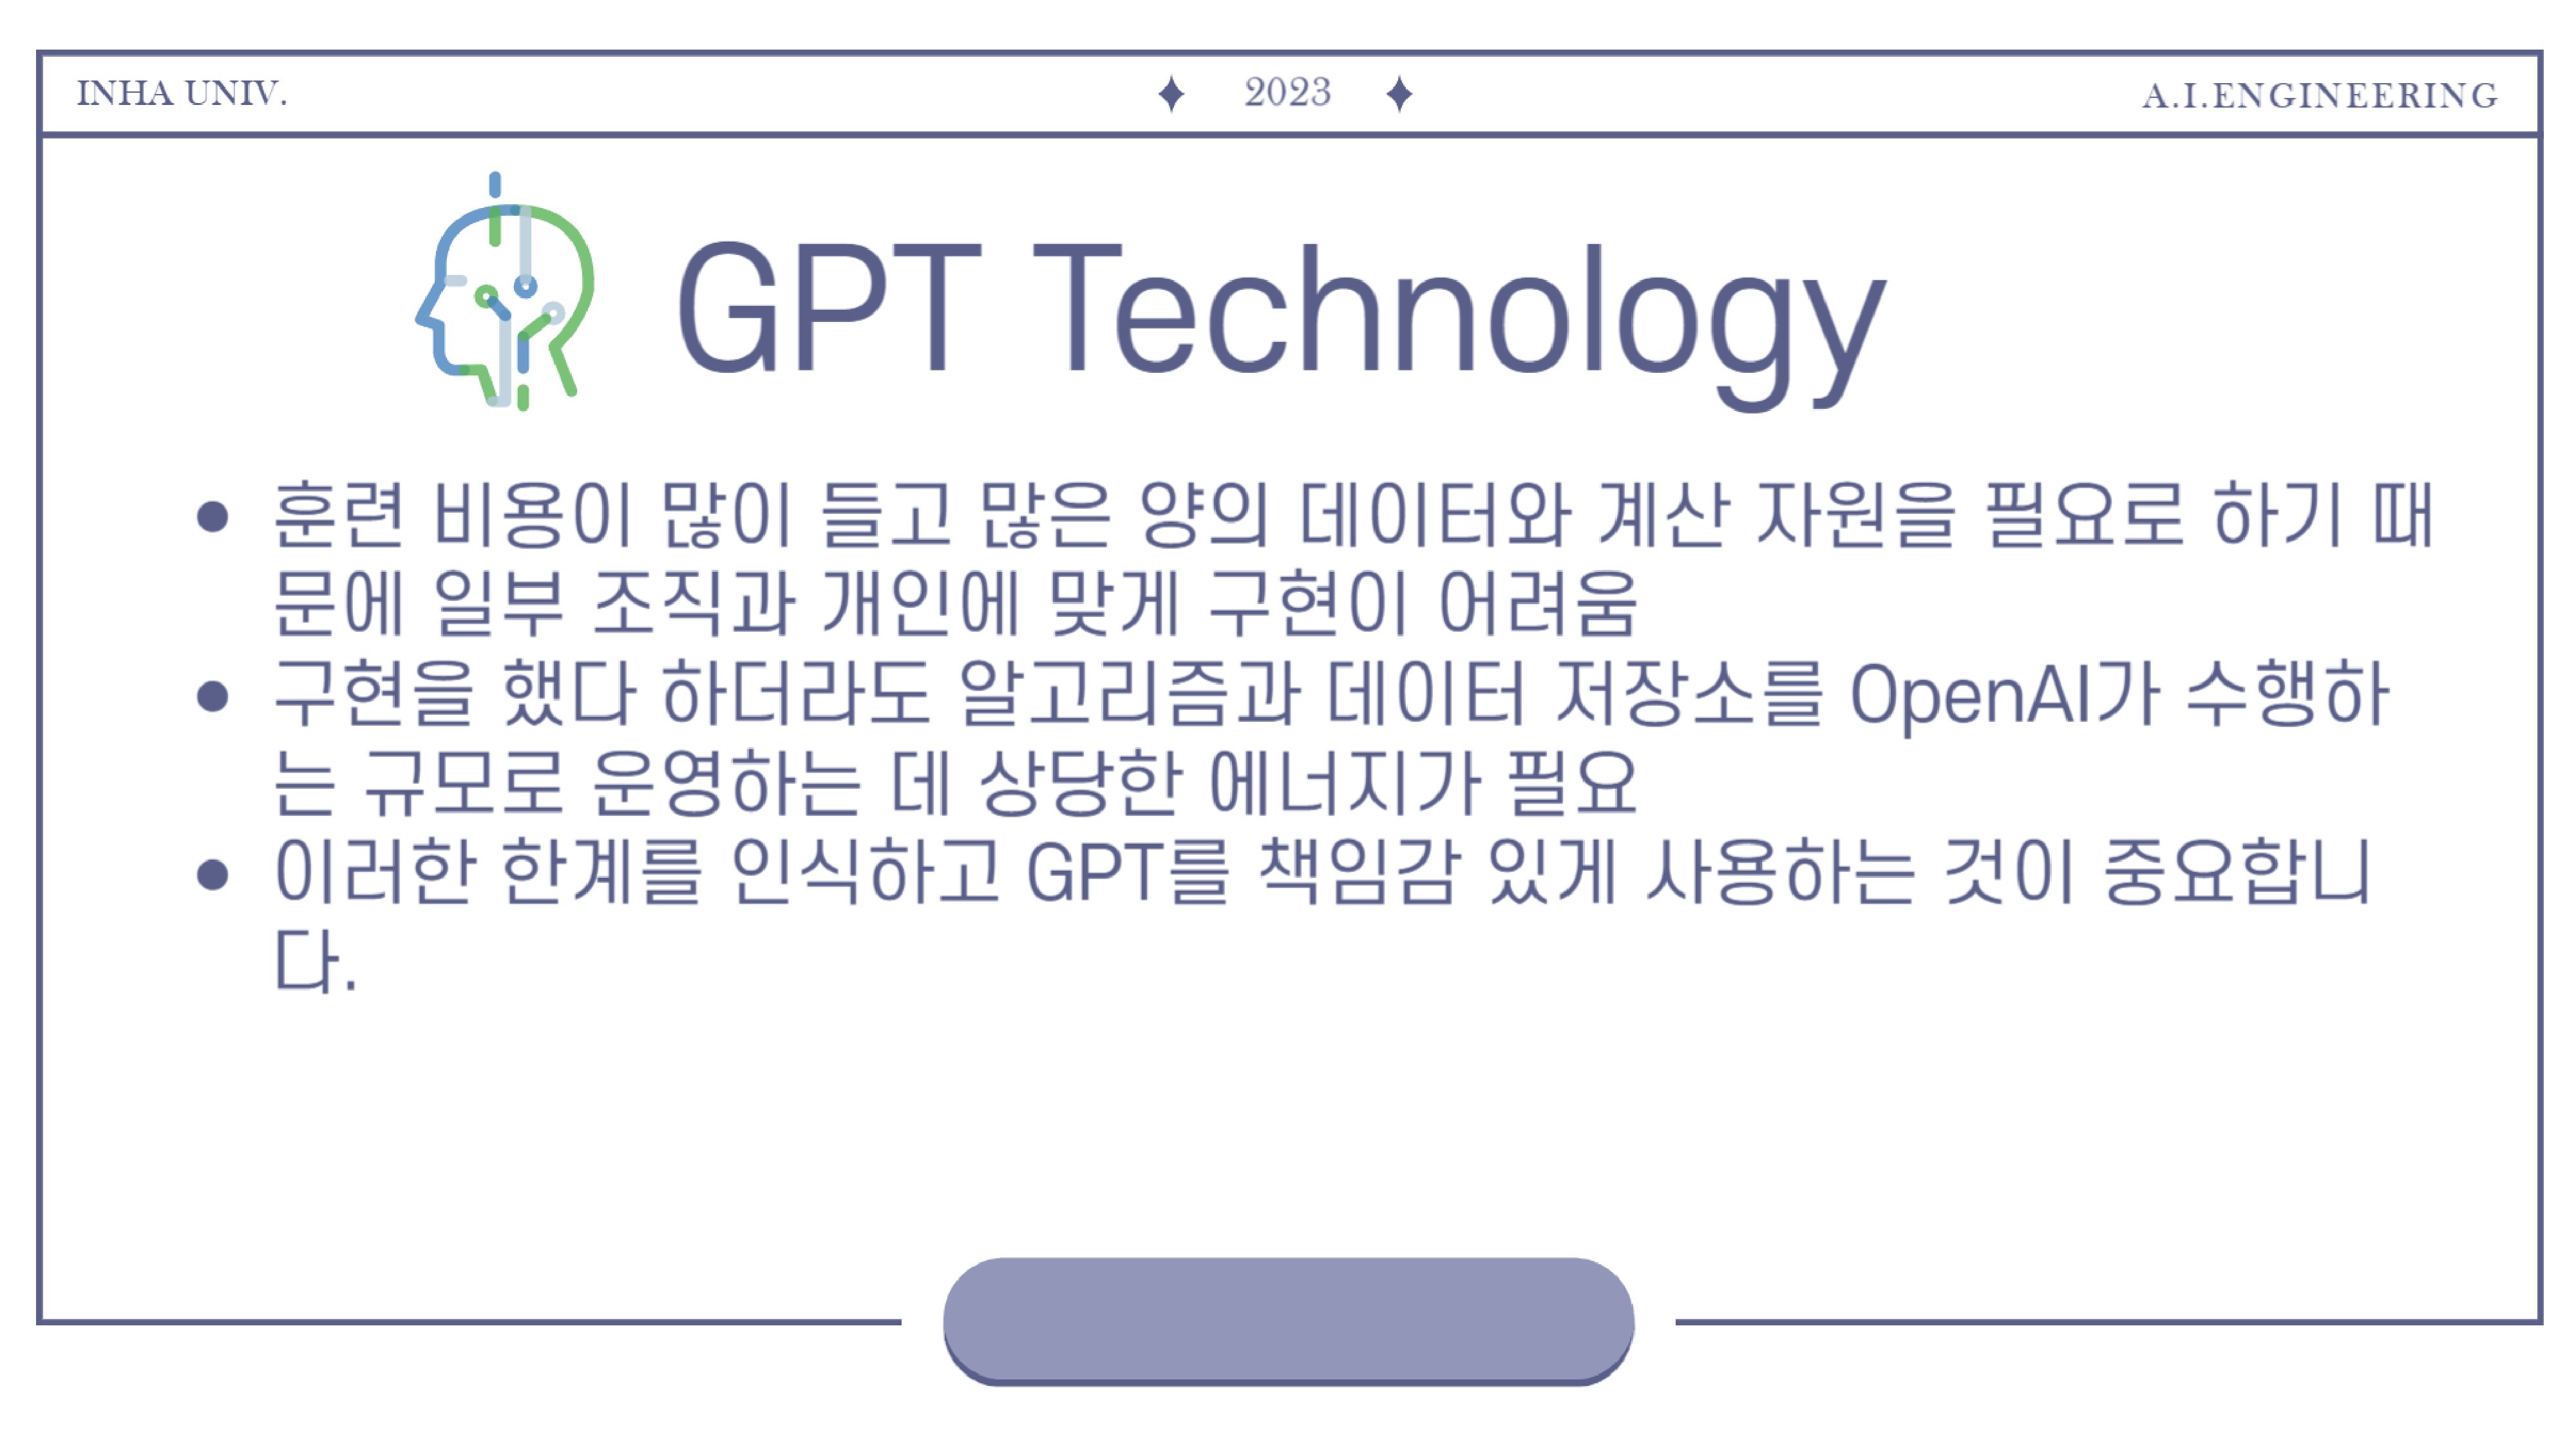 INHA UNIV.
2023
A.I.ENGINEERING
GPT Technology
● 훈련 비용이 많이 들고 많은 양의 데이터와 계산 자원을 필요로 하기 때
문에 일부 조직과 개인에 맞게 구현이 어려움
● 구현을 했다 하더라도 알고리즘과 데이터 저장소를 OpenAI가 수행하
는 규모로 운영하는 데 상당한 에너지가 필요
● 이러한 한계를 인식하고 GPT를 책임감 있게 사용하는 것이 중요합니
다.